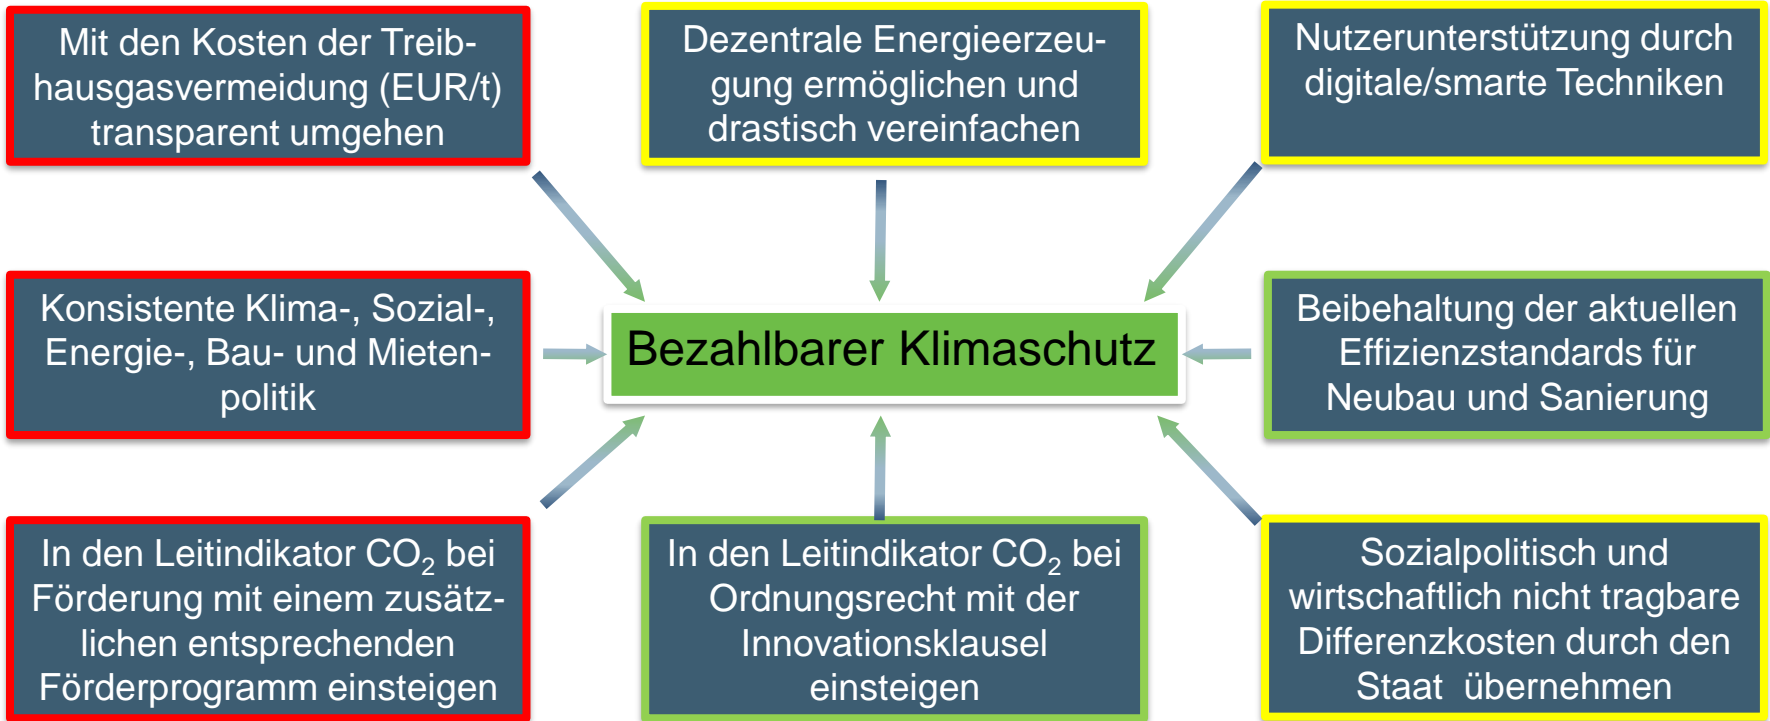 Mit den Kosten der Treib-
hausgasvermeidung (EUR/t)
transparent umgehen
Dezentrale Energieerzeu-
gung ermöglichen und
drastisch vereinfachen
Nutzerunterstützung durch
digitale/smarte Techniken
Konsistente Klima-, Sozial-,
Energie-, Bau- und Mieten-
politik
Bezahlbarer Klimaschutz
Beibehaltung der aktuellen
Effizienzstandards für
Neubau und Sanierung
In den Leitindikator CO₂ bei
Förderung mit einem zusätz-
lichen entsprechenden
Förderprogramm einsteigen
In den Leitindikator CO₂ bei
Ordnungsrecht mit der
Innovationsklausel
einsteigen
Sozialpolitisch und
wirtschaftlich nicht tragbare
Differenzkosten durch den
Staat übernehmen